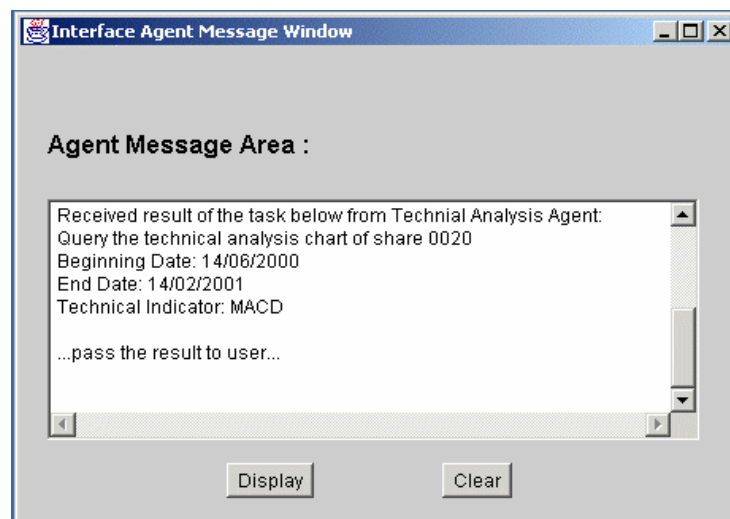 Interface Agent Message Window
Agent Message Area :
Received result of the task below from Technial Analysis Agent:
Query the technical analysis chart of share 0020
Beginning Date: 14/06/2000
End Date: 14/02/2001
Technical Indicator: MACD
...pass the result to user...
Display
Clear